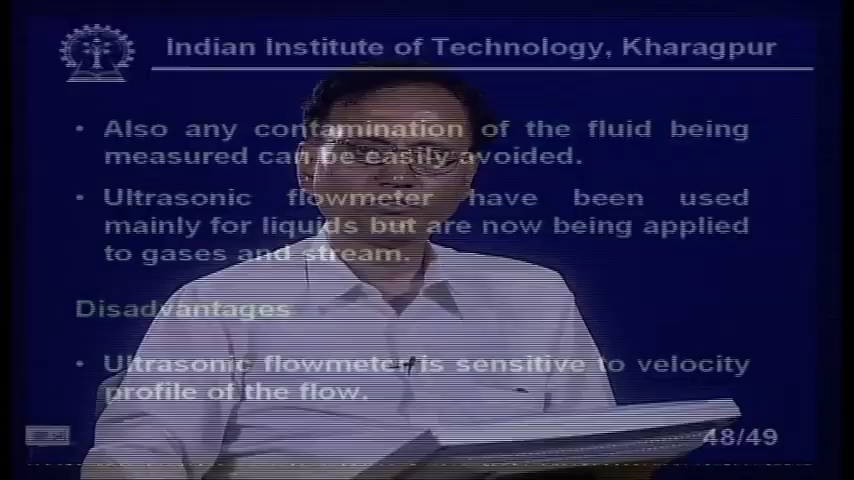 Indian Institute of Technology, Kharagpur
• Also any contamination of the fluid being
measured can be easily avoided.
• Ultrasonic flowmeter have been used
mainly for liquids but are now being applied
to gases and stream.
Disadvantages
• Ultrasonic flowmeter is sensitive to velocity
profile of the flow.
48/49